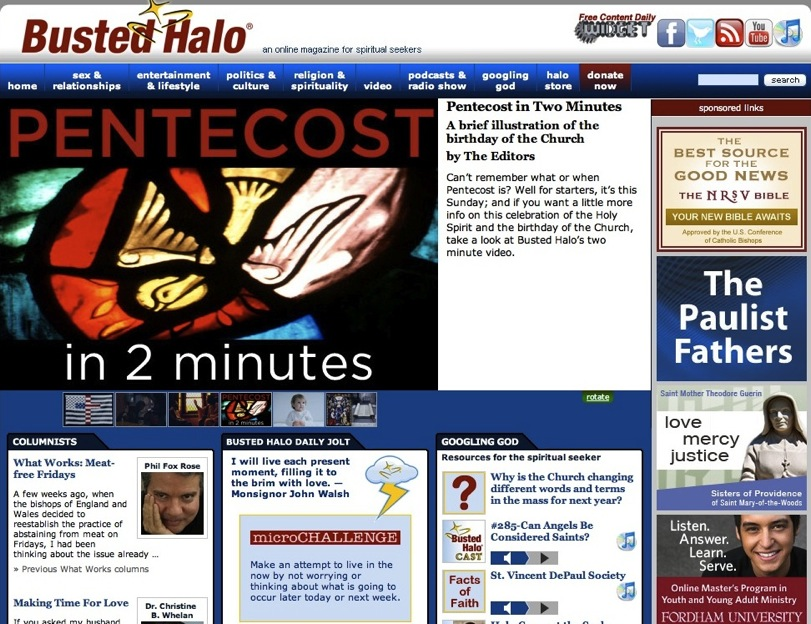 Busted Halo®
an online magazine for spiritual seekers
Free Content Daily
WIDGET
You
Tube
home
sex &
relationships
entertainment
& lifestyle
politics &
culture
religion &
spirituality
video
podcasts &
radio show
googling
god
halo
store
donate
now
search
PENTECOST
in 2 minutes
Pentecost in Two Minutes
A brief illustration of the
birthday of the Church
by The Editors
Can't remember what or when
Pentecost is? Well for starters, it's this
Sunday; and if you want a little more
info on this celebration of the Holy
Spirit and the birthday of the Church,
take a look at Busted Halo's two
minute video.
PENTECOST
in 2 minutes
rotate
sponsored links
THE
BEST SOURCE
FOR THE
GOOD NEWS
THE NRSV BIBLE
YOUR NEW BIBLE AWAITS
Approved by the U.S. Conference
of Catholic Bishops
The
Paulist
Fathers
Saint Mother Theodore Guerin
love
mercy
justice
Sisters of Providence
of Saint Mary-of-the-Woods
Listen.
Answer.
Learn.
Serve.
Online Master's Program in
Youth and Young Adult Ministry
FORDHAM UNIVERSITY
COLUMNISTS
What Works: Meat-
free Fridays
Phil Fox Rose
A few weeks ago, when
the bishops of England and
Wales decided to
reestablish the practice of
abstaining from meat on
Fridays, I had been
thinking about the issue already ...
» Previous What Works columns
Making Time For Love
Dr. Christine
B. Whelan
If you asked my husband
BUSTED HALO DAILY JOLT
I will live each present
moment, filling it to
the brim with love. —
Monsignor John Walsh
microCHALLENGE
Make an attempt to live in the
now by not worrying or
thinking about what is going to
occur later today or next week.
GOOGLING GOD
Resources for the spiritual seeker
?
Why is the Church changing
different words and terms
in the mass for next year?
Busted
Halo
CAST
#285-Can Angels Be
Considered Saints?
Facts
of
Faith
St. Vincent DePaul Society